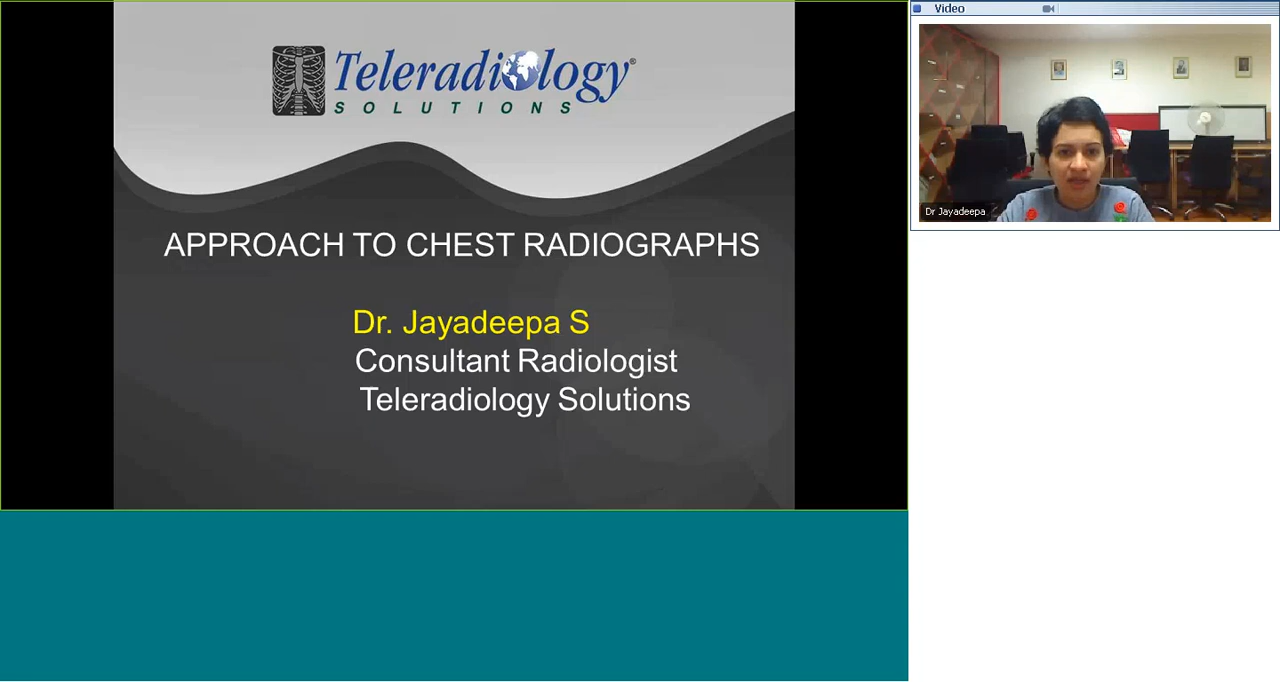 Teleradiology®
SOLUTIONS
APPROACH TO CHEST RADIOGRAPHS
Dr. Jayadeepa S
Consultant Radiologist
Teleradiology Solutions
Video
Dr Jayadeepa